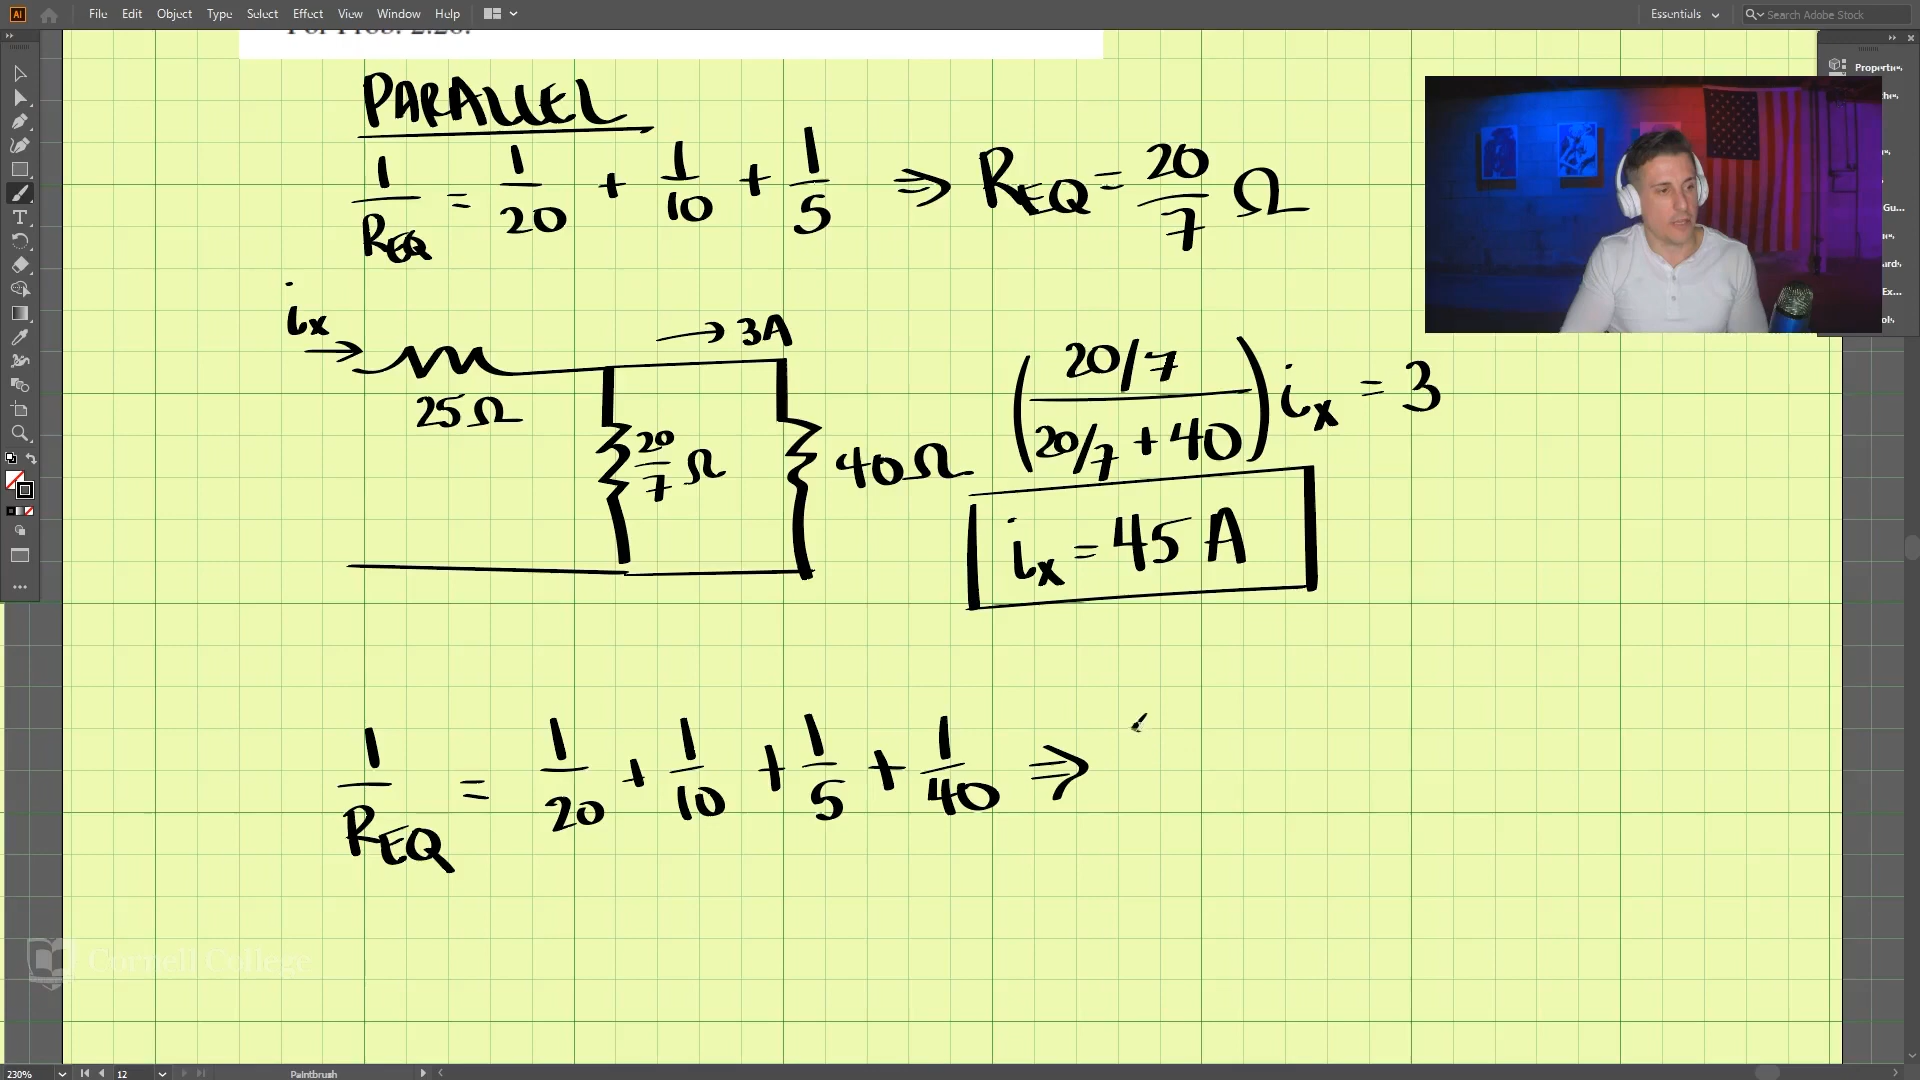 File Edit Object Type Select Effect View Window Help
Essentials
Search Adobe Stock
Properties
PARALLEL
1/REQ = 1/20 + 1/10 + 1/5 ⇒ REQ = 20/7 Ω
ix
→ 3A
25Ω
20/7 Ω
40Ω
((20/7)/(20/7 + 40)) ix = 3
ix = 45 A
1/REQ = 1/20 + 1/10 + 1/5 + 1/40 ⇒
Cornell College
230%
12
Paintbrush